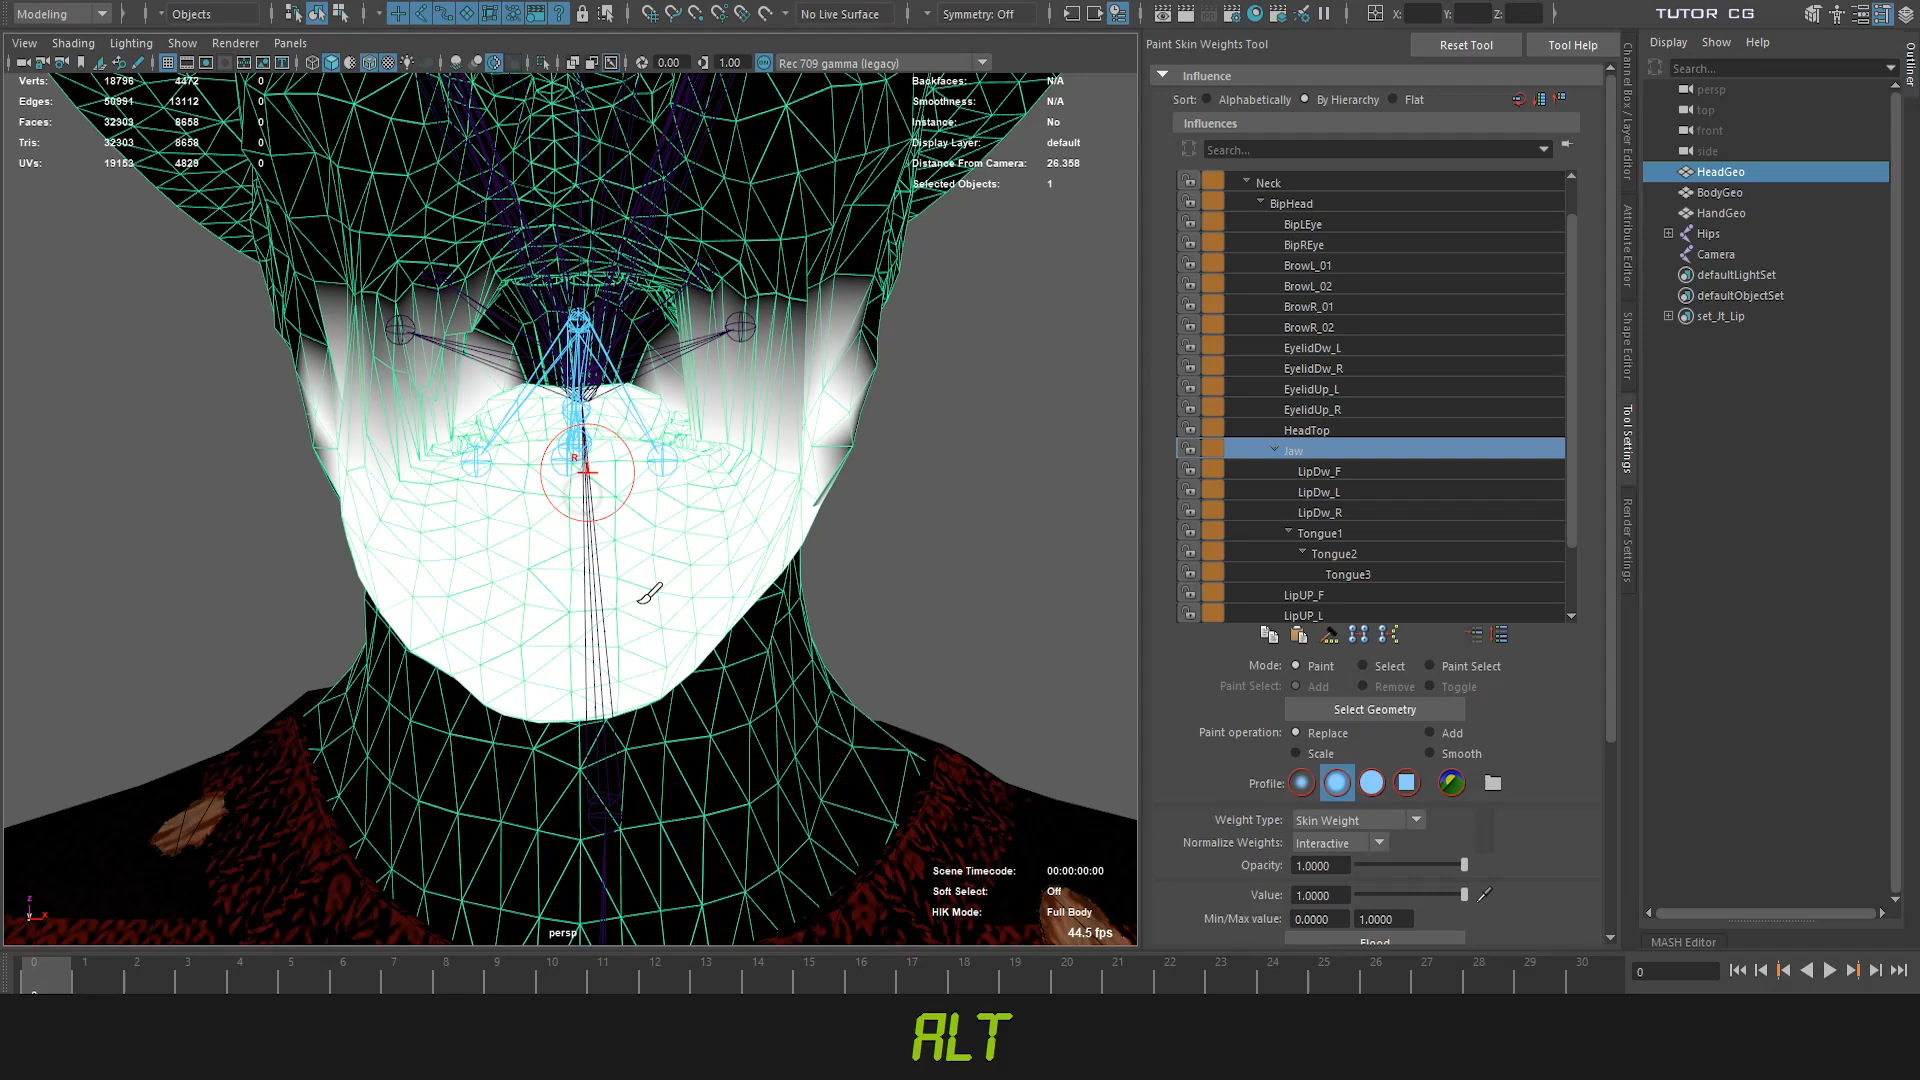 Modeling
Objects
No Live Surface
Symmetry: Off
X:
Y:
Z:
TUTOR CG
View Shading Lighting Show Renderer Panels
0.00
1.00
Rec 709 gamma (legacy)
Verts: 18796 4472 0
Edges: 50991 13112 0
Faces: 32303 8658 0
Tris: 32303 8658 0
UVs: 19153 4829 0
Backfaces: N/A
Smoothness: N/A
Instance: No
Display Layer: default
Distance From Camera: 26.358
Selected Objects: 1
R
Scene Timecode: 00:00:00:00
Soft Select: Off
HIK Mode: Full Body
persp
44.5 fps
z
x
Paint Skin Weights Tool
Reset Tool
Tool Help
Influence
Sort: Alphabetically By Hierarchy Flat
Influences
Search...
Neck
BipHead
BipLEye
BipREye
BrowL_01
BrowL_02
BrowR_01
BrowR_02
EyelidDw_L
EyelidDw_R
EyelidUp_L
EyelidUp_R
HeadTop
Jaw
LipDw_F
LipDw_L
LipDw_R
Tongue1
Tongue2
Tongue3
LipUP_F
LipUP_L
Mode: Paint Select Paint Select
Paint Select: Add Remove Toggle
Select Geometry
Paint operation: Replace Add
Scale Smooth
Profile:
Weight Type: Skin Weight
Normalize Weights: Interactive
Opacity: 1.0000
Value: 1.0000
Min/Max value: 0.0000 1.0000
Flood
Channel Box / Layer Editor
Attribute Editor
Shape Editor
Tool Settings
Render Settings
Display Show Help
Search...
persp
top
front
side
HeadGeo
BodyGeo
HandGeo
Hips
Camera
defaultLightSet
defaultObjectSet
set_Jt_Lip
Outliner
MASH Editor
0 1 2 3 4 5 6 7 8 9 10 11 12 13 14 15 16 17 18 19 20 21 22 23 24 25 26 27 28 29 30
0
0
ALT